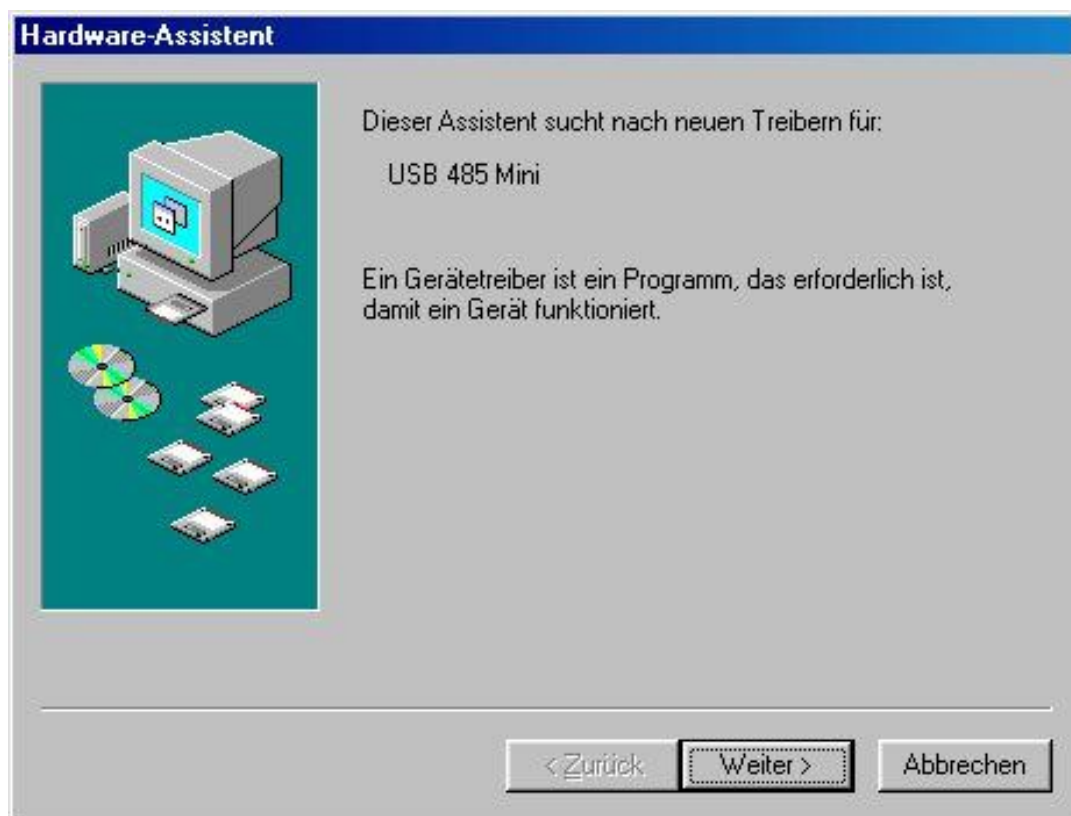 Hardware-Assistent
Dieser Assistent sucht nach neuen Treibern für:
USB 485 Mini
Ein Gerätetreiber ist ein Programm, das erforderlich ist,
damit ein Gerät funktioniert.
< Zurück Weiter > Abbrechen